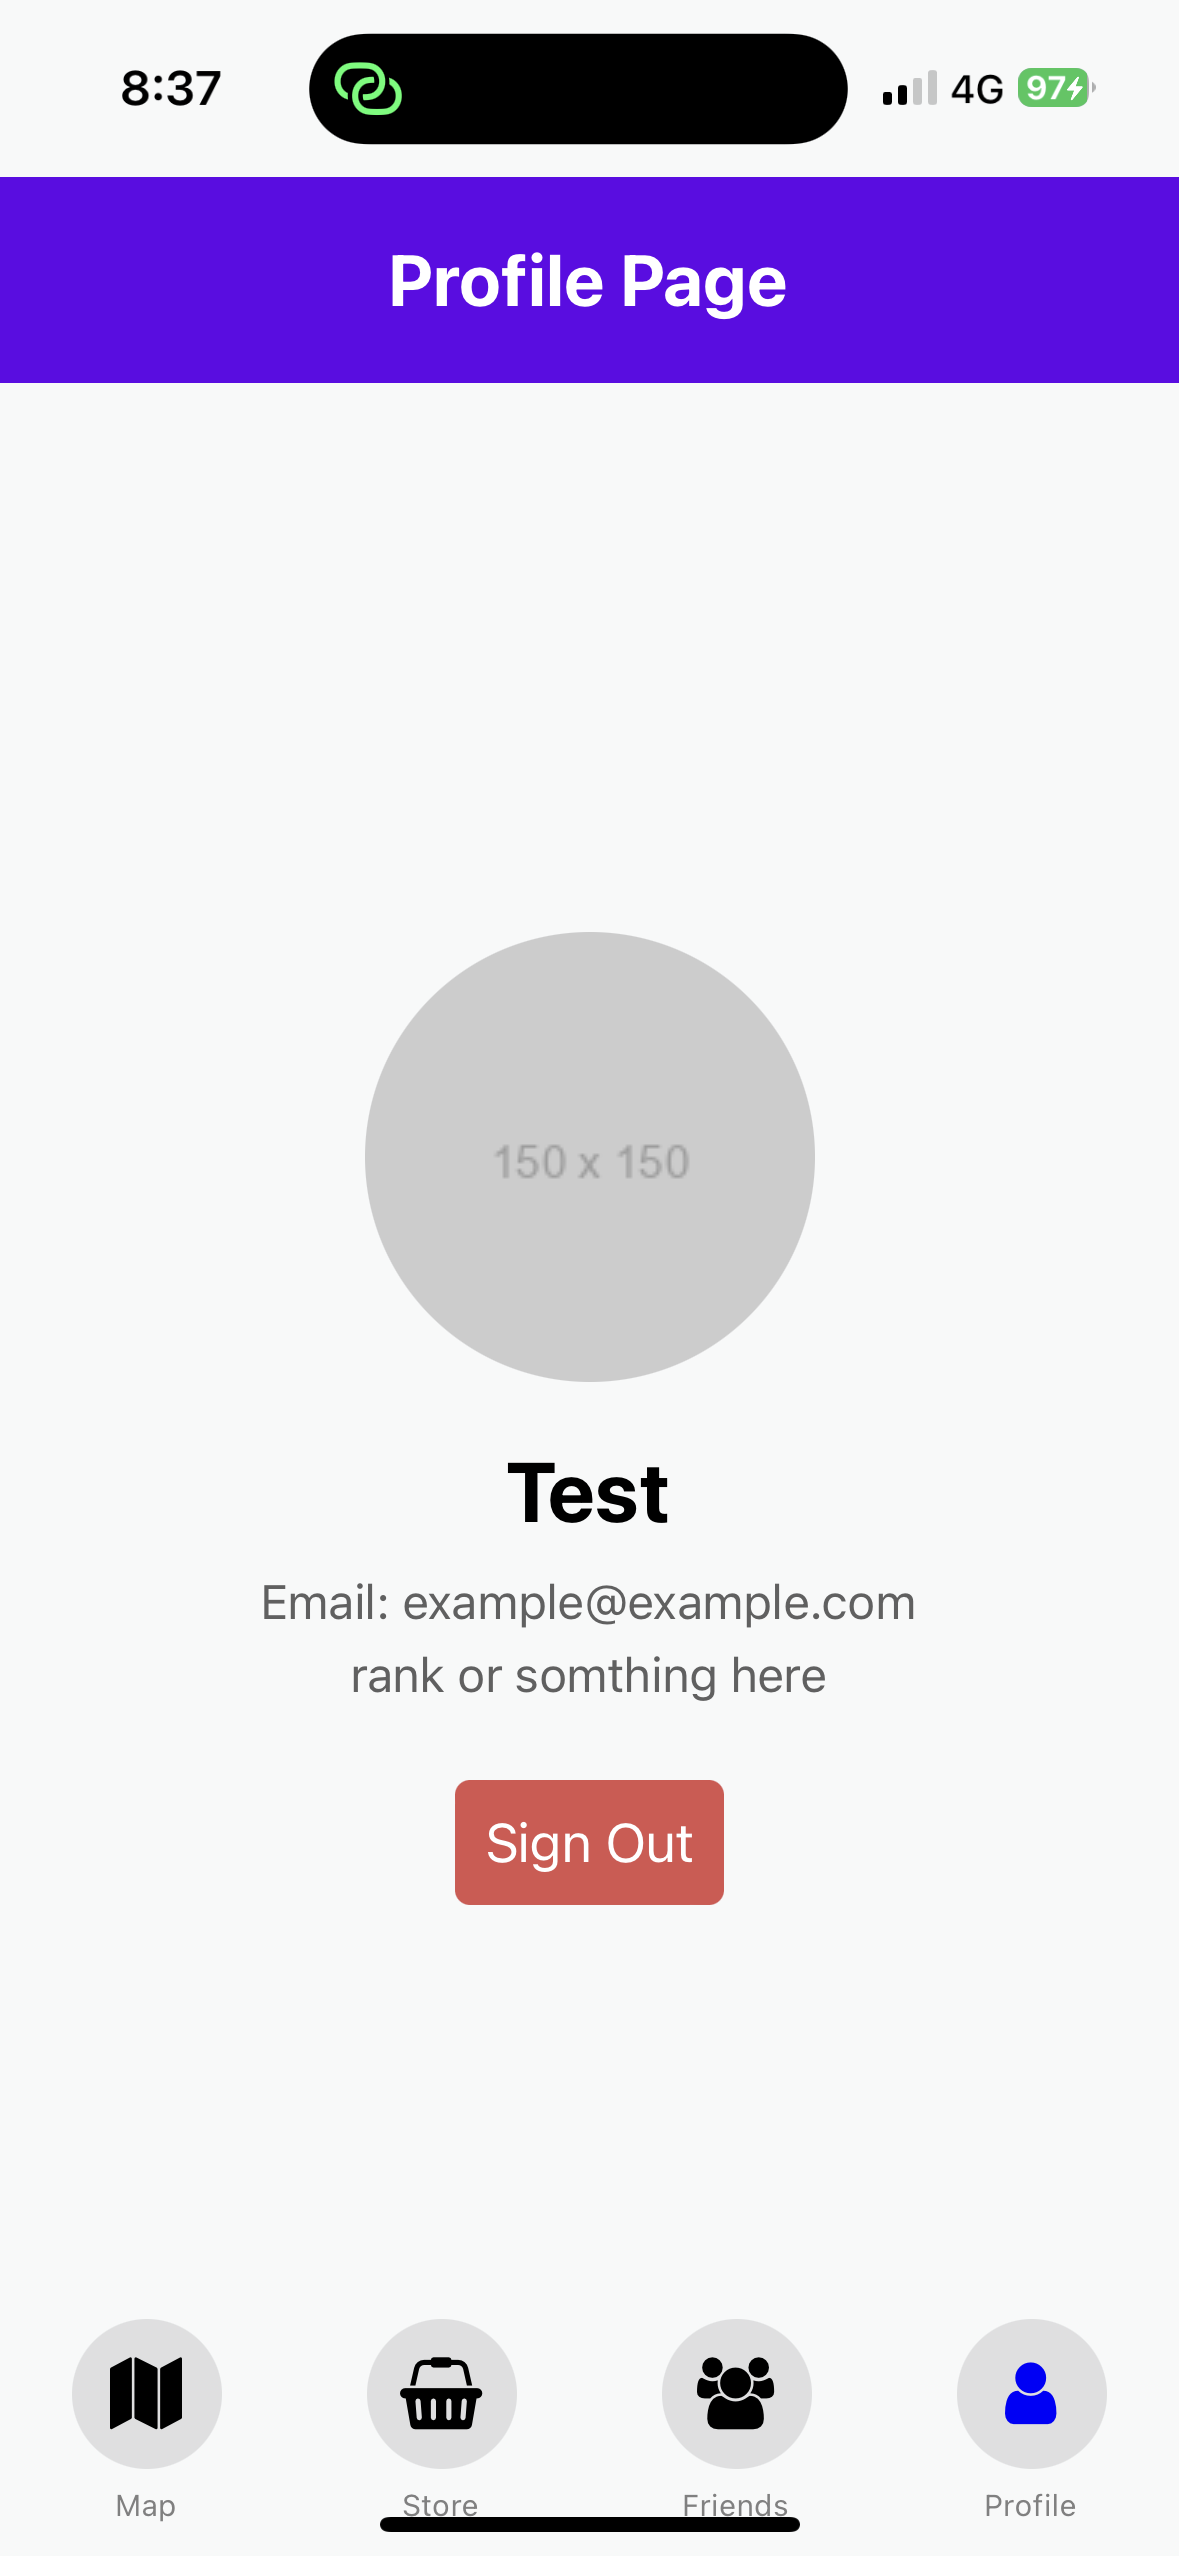 8:37 4G 97
Profile Page
150 x 150
Test
Email: example@example.com
rank or somthing here
Sign Out
Map Store Friends Profile